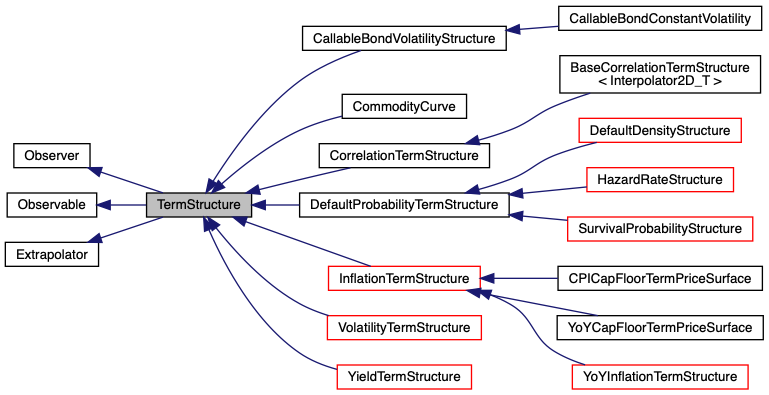 CallableBondConstantVolatility
CallableBondVolatilityStructure
BaseCorrelationTermStructure
< Interpolator2D_T >
CommodityCurve
DefaultDensityStructure
Observer
CorrelationTermStructure
HazardRateStructure
Observable
TermStructure
DefaultProbabilityTermStructure
SurvivalProbabilityStructure
Extrapolator
InflationTermStructure
CPICapFloorTermPriceSurface
VolatilityTermStructure
YoYCapFloorTermPriceSurface
YieldTermStructure
YoYInflationTermStructure